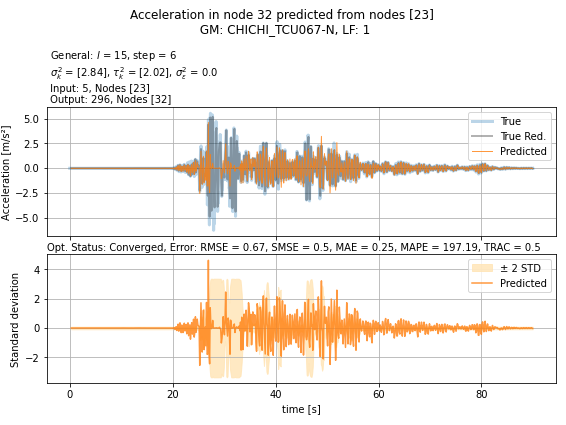 Acceleration in node 32 predicted from nodes [23]
GM: CHICHI_TCU067-N, LF: 1
General: l = 15, step = 6
σ²ₖ = [2.84], τ²ₖ = [2.02], σ²ε = 0.0
Input: 5, Nodes [23]
Output: 296, Nodes [32]
Acceleration [m/s²]
5.0
2.5
0.0
−2.5
−5.0
True
True Red.
Predicted
Opt. Status: Converged, Error: RMSE = 0.67, SMSE = 0.5, MAE = 0.25, MAPE = 197.19, TRAC = 0.5
Standard deviation
4
2
0
−2
± 2 STD
Predicted
0 20 40 60 80
time [s]